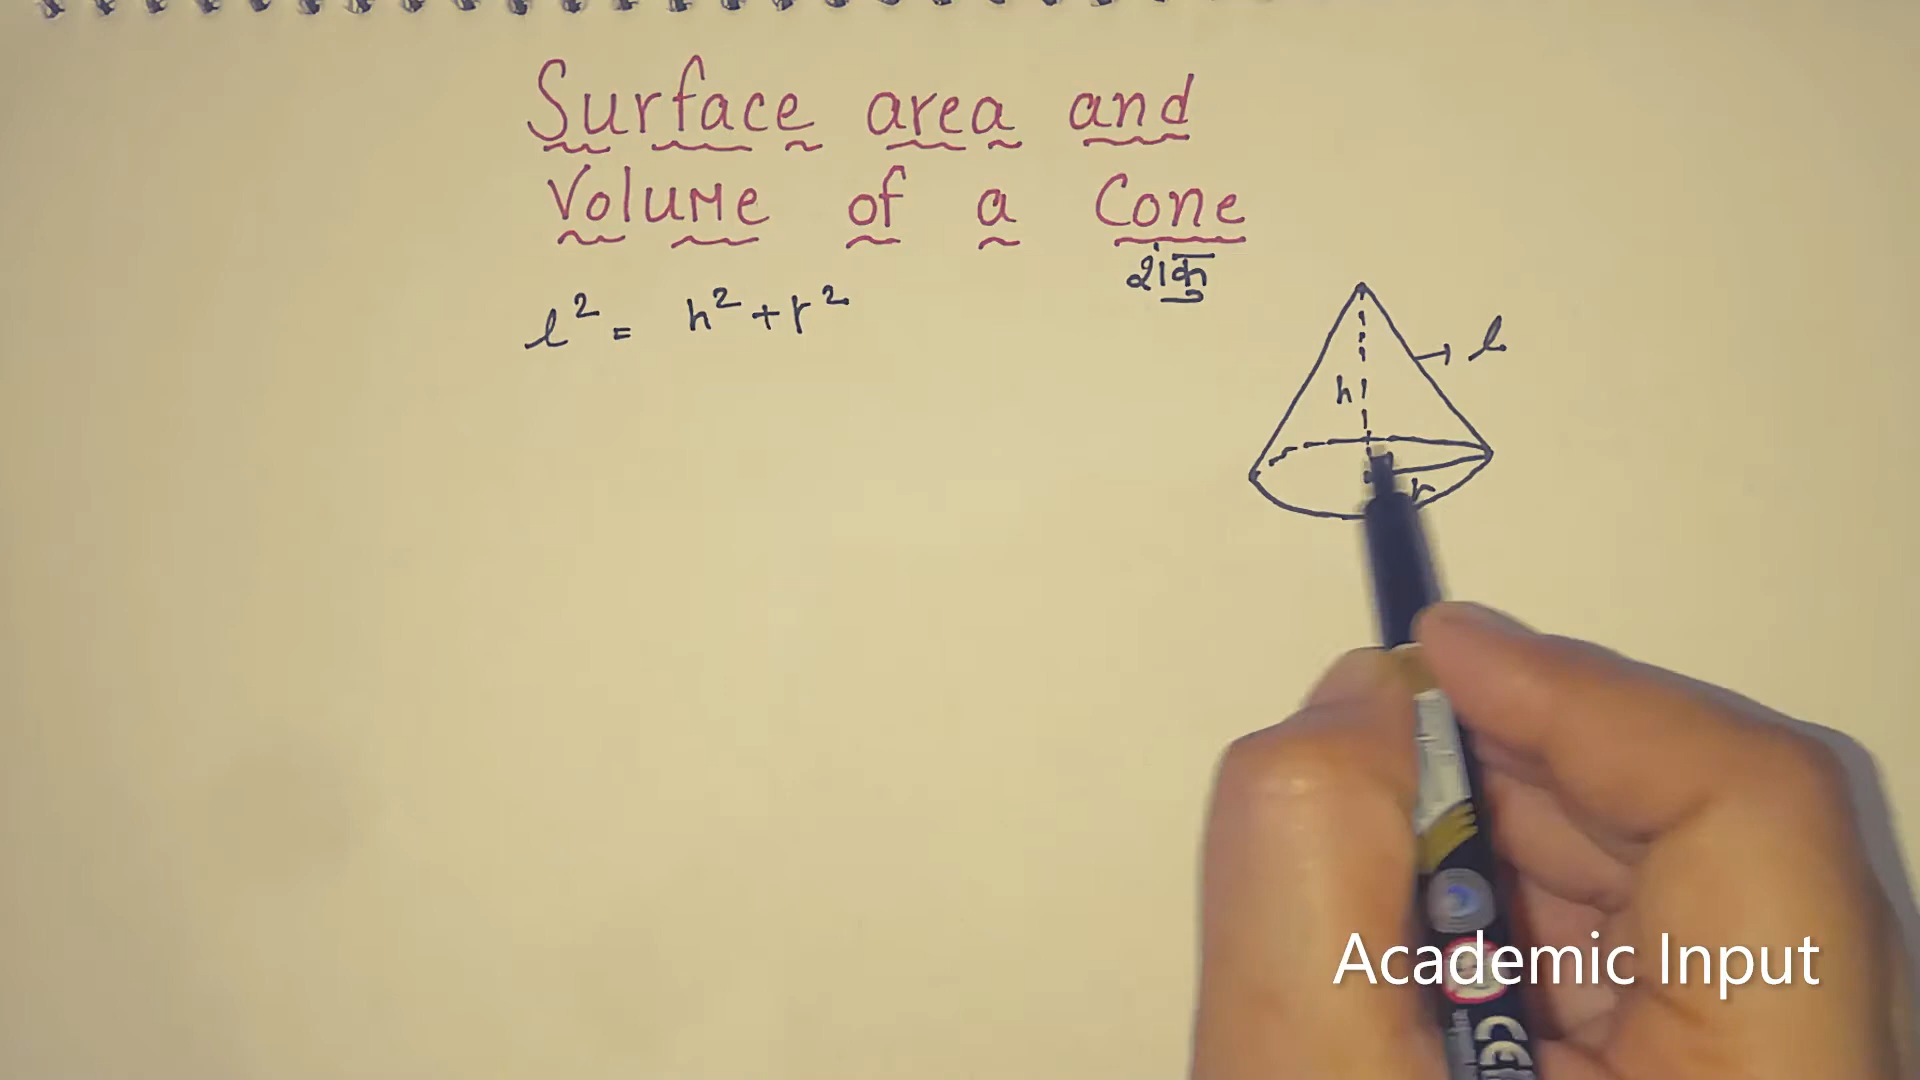 Surface area and
Volume of a Cone
शंकु
l² = h² + r²
l
h
r
Academic Input